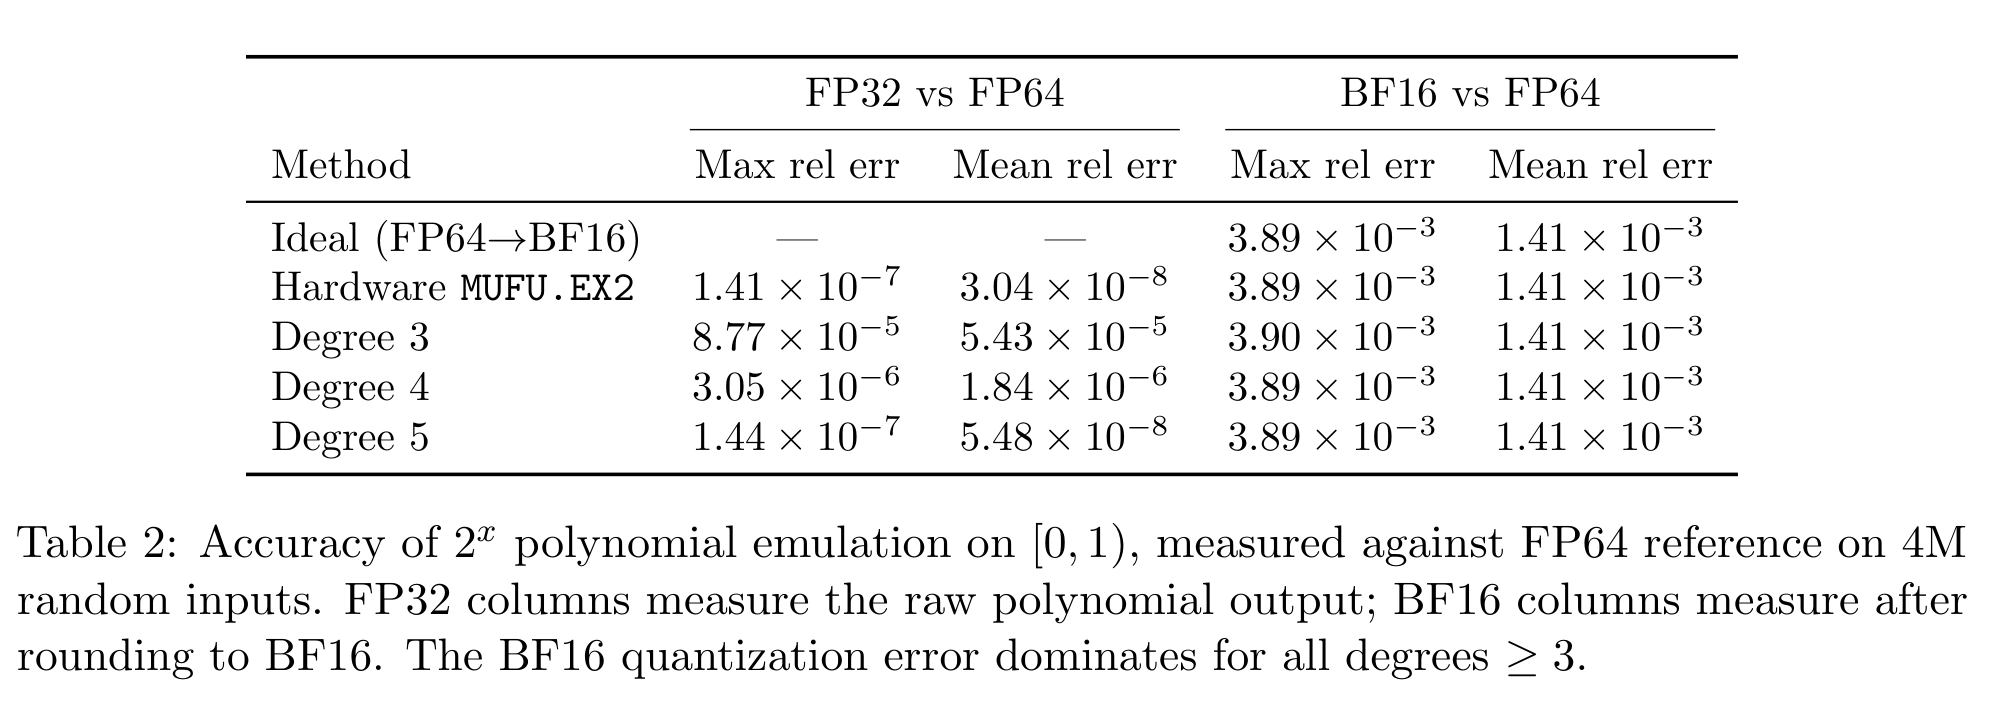 FP32 vs FP64 BF16 vs FP64
Method Max rel err Mean rel err Max rel err Mean rel err
Ideal (FP64→BF16) — — 3.89 × 10⁻³ 1.41 × 10⁻³
Hardware MUFU.EX2 1.41 × 10⁻⁷ 3.04 × 10⁻⁸ 3.89 × 10⁻³ 1.41 × 10⁻³
Degree 3 8.77 × 10⁻⁵ 5.43 × 10⁻⁵ 3.90 × 10⁻³ 1.41 × 10⁻³
Degree 4 3.05 × 10⁻⁶ 1.84 × 10⁻⁶ 3.89 × 10⁻³ 1.41 × 10⁻³
Degree 5 1.44 × 10⁻⁷ 5.48 × 10⁻⁸ 3.89 × 10⁻³ 1.41 × 10⁻³
Table 2: Accuracy of 2ˣ polynomial emulation on [0, 1), measured against FP64 reference on 4M
random inputs. FP32 columns measure the raw polynomial output; BF16 columns measure after
rounding to BF16. The BF16 quantization error dominates for all degrees ≥ 3.